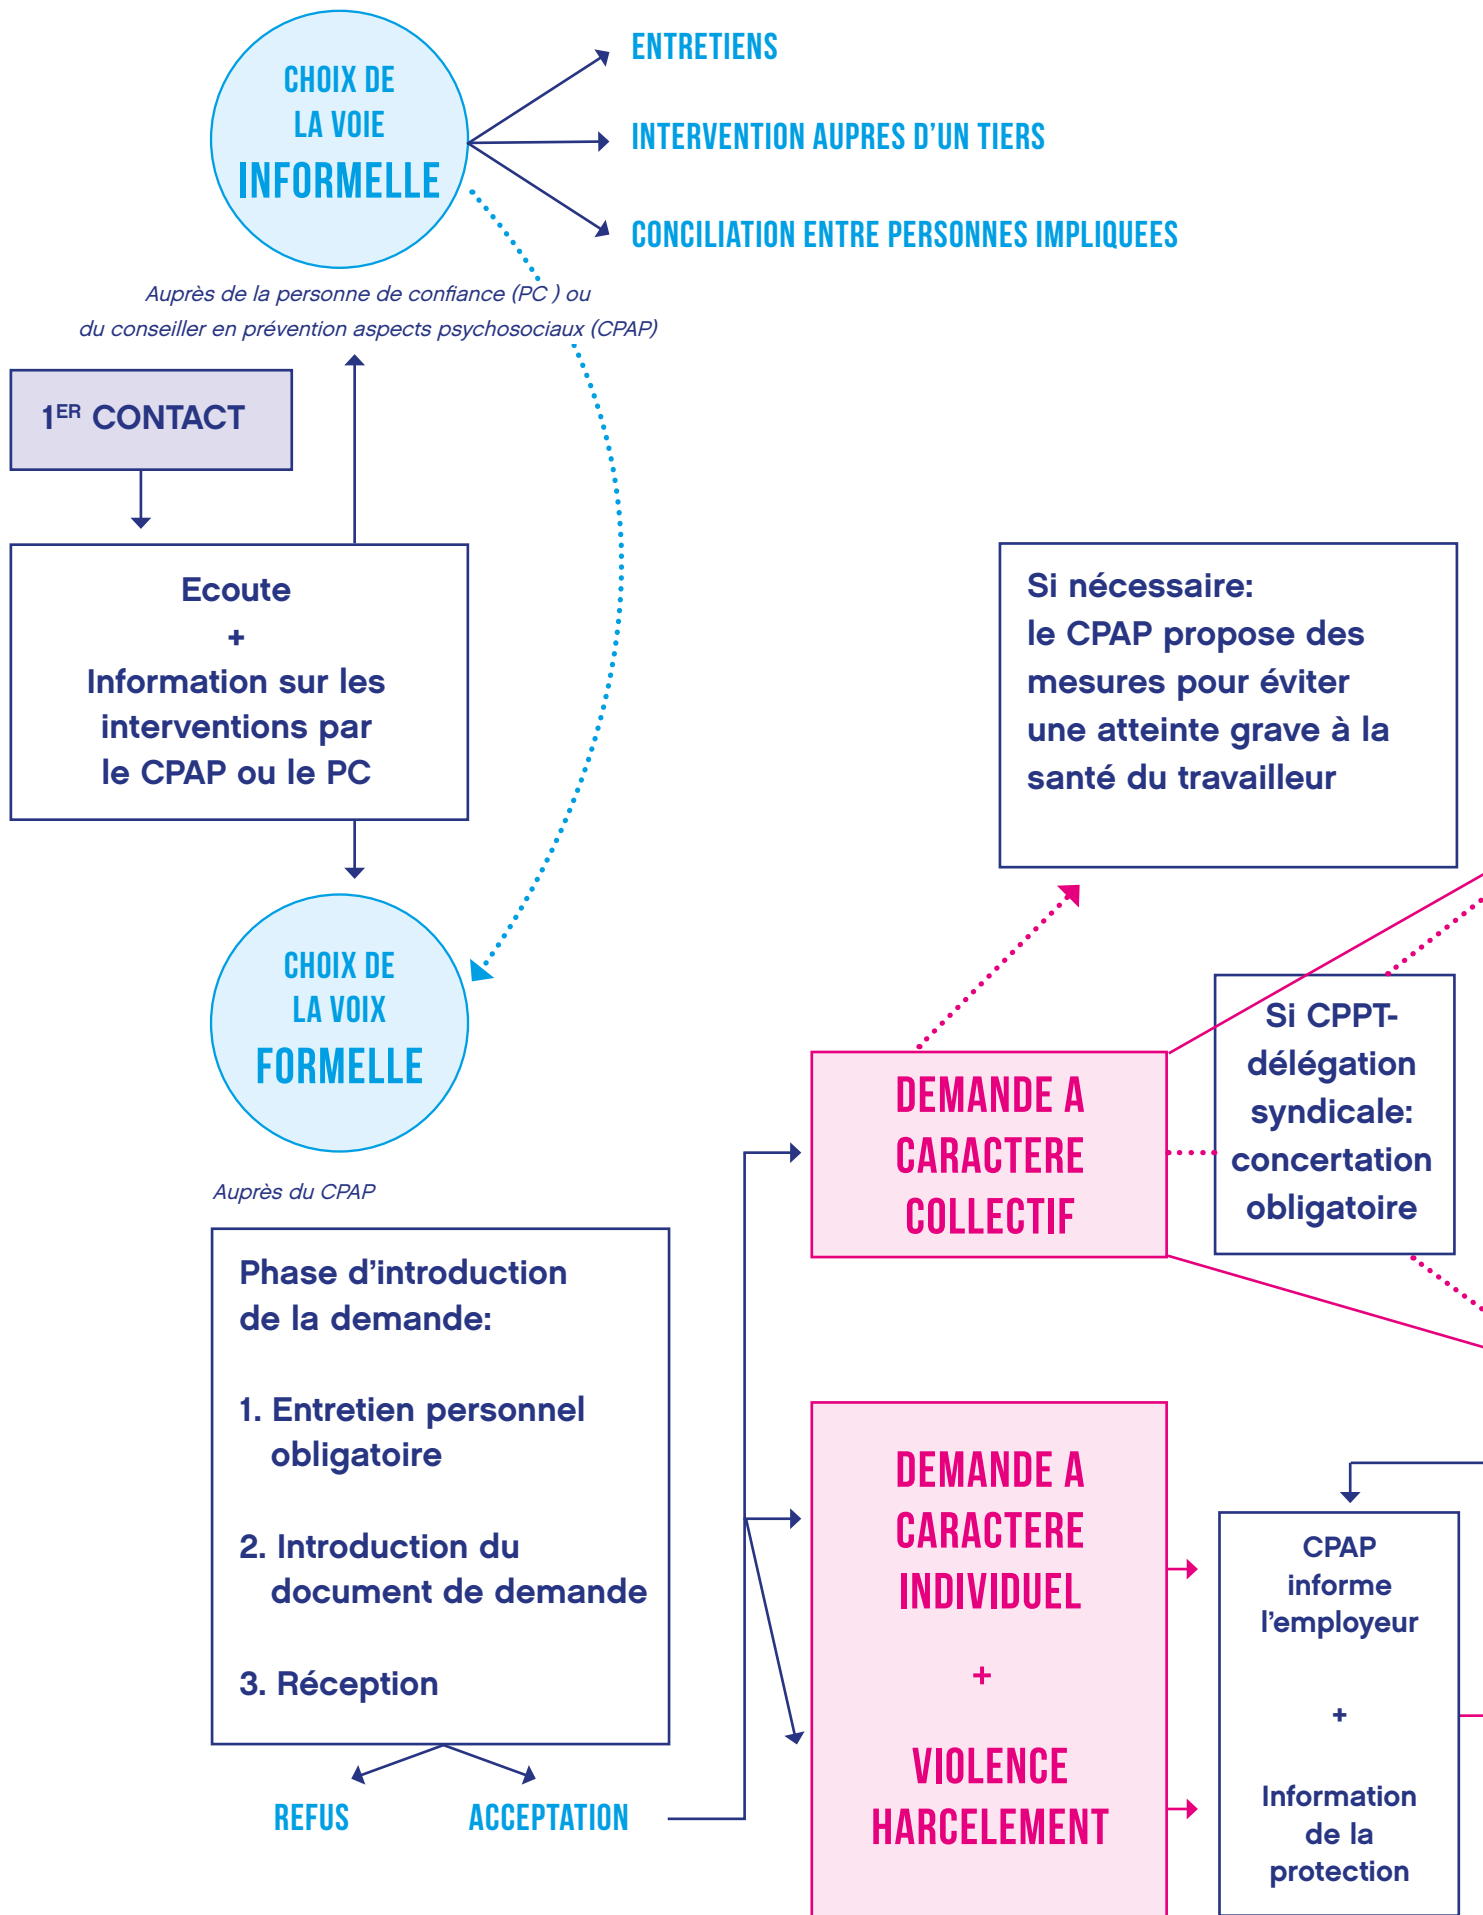 CHOIX DE
LA VOIE
INFORMELLE
ENTRETIENS
INTERVENTION AUPRES D'UN TIERS
CONCILIATION ENTRE PERSONNES IMPLIQUEES
Auprès de la personne de confiance (PC ) ou
du conseiller en prévention aspects psychosociaux (CPAP)
1ER CONTACT
Ecoute
+
Information sur les
interventions par
le CPAP ou le PC
CHOIX DE
LA VOIX
FORMELLE
Auprès du CPAP
Phase d'introduction
de la demande:
1. Entretien personnel
obligatoire
2. Introduction du
document de demande
3. Réception
REFUS
ACCEPTATION
Si nécessaire:
le CPAP propose des
mesures pour éviter
une atteinte grave à la
santé du travailleur
DEMANDE A
CARACTERE
COLLECTIF
Si CPPT-
délégation
syndicale:
concertation
obligatoire
DEMANDE A
CARACTERE
INDIVIDUEL
+
VIOLENCE
HARCELEMENT
CPAP
informe
l'employeur
+
Information
de la
protection